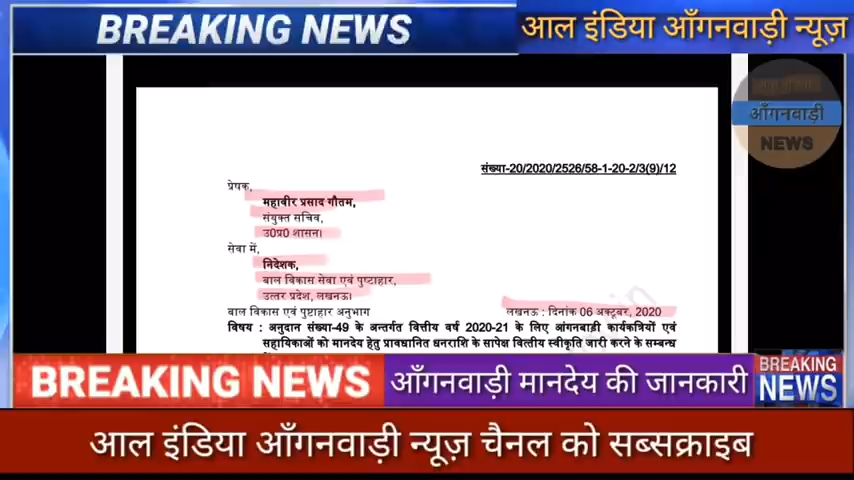 BREAKING NEWS
आल इंडिया आँगनवाड़ी न्यूज़
आँगनवाड़ी
NEWS
संख्या-20/2020/2526/58-1-20-2/3(9)/12
प्रेषक,
महावीर प्रसाद गौतम,
संयुक्त सचिव,
उ0प्र0 शासन।
सेवा में,
निदेशक,
बाल विकास सेवा एवं पुष्टाहार,
उत्तर प्रदेश, लखनऊ।
बाल विकास एवं पुष्टाहार अनुभाग
लखनऊ : दिनांक 06 अक्टूबर, 2020
विषय : अनुदान संख्या-49 के अन्तर्गत वित्तीय वर्ष 2020-21 के लिए आंगनबाड़ी कार्यकत्रियों एवं
सहायिकाओं को मानदेय हेतु प्रावधानित धनराशि के सापेक्ष वित्तीय स्वीकृति जारी करने के सम्बन्ध
BREAKING NEWS
आँगनवाड़ी मानदेय की जानकारी
BREAKING
NEWS
आल इंडिया आँगनवाड़ी न्यूज़ चैनल को सब्सक्राइब